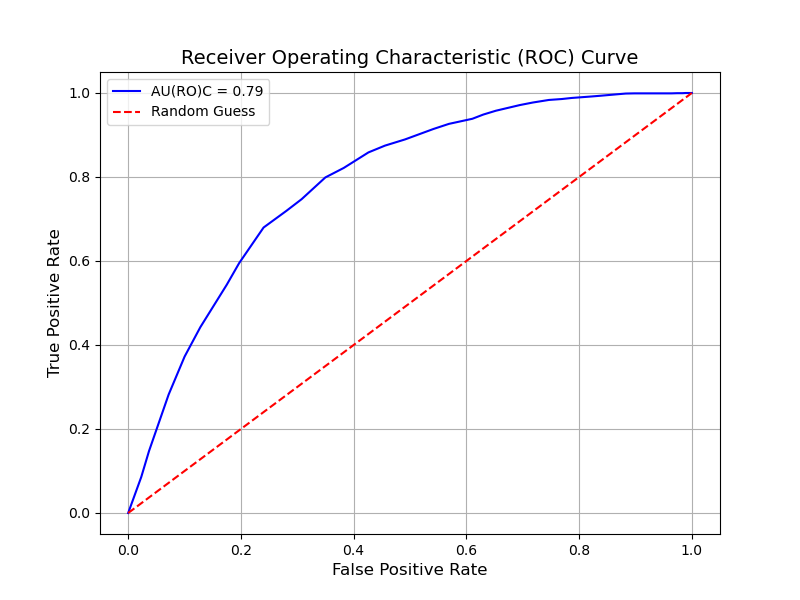 Receiver Operating Characteristic (ROC) Curve
AU(RO)C = 0.79
Random Guess
True Positive Rate
1.0
0.8
0.6
0.4
0.2
0.0
0.0 0.2 0.4 0.6 0.8 1.0
False Positive Rate